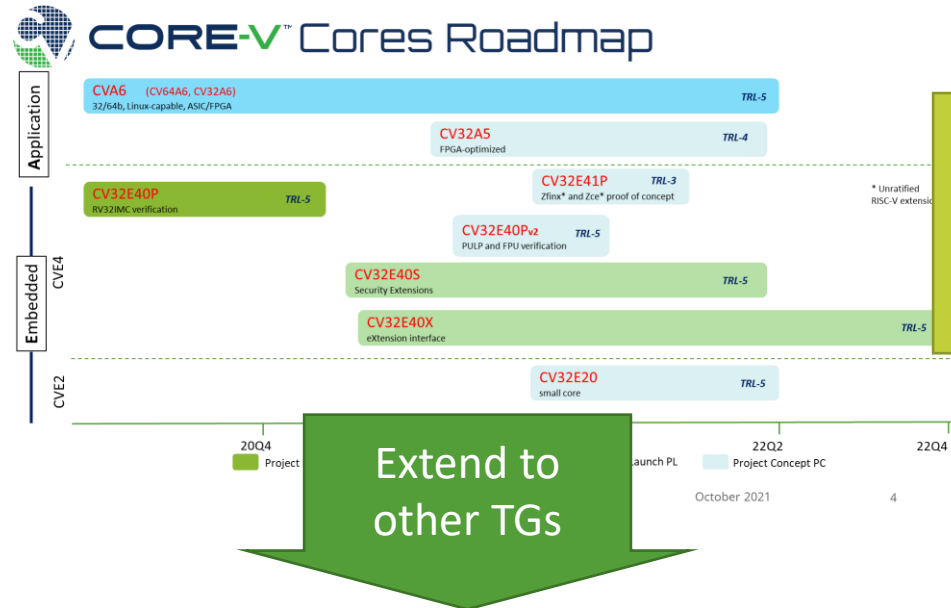 CORE-V™ Cores Roadmap
Application
CVA6 (CV64A6, CV32A6)
32/64b, Linux-capable, ASIC/FPGA
TRL-5
CV32A5
FPGA-optimized
TRL-4
Embedded
CVE4
CV32E40P
RV32IMC verification
TRL-5
CV32E41P
Zfinx* and Zce* proof of concept
TRL-3
* Unratified
RISC-V extensio
CV32E40Pv2
PULP and FPU verification
TRL-5
CV32E40S
Security Extensions
TRL-5
CV32E40X
eXtension interface
TRL-5
CVE2
CV32E20
small core
TRL-5
20Q4
22Q2
22Q4
Project
Launch PL
Project Concept PC
Extend to
other TGs
October 2021
4